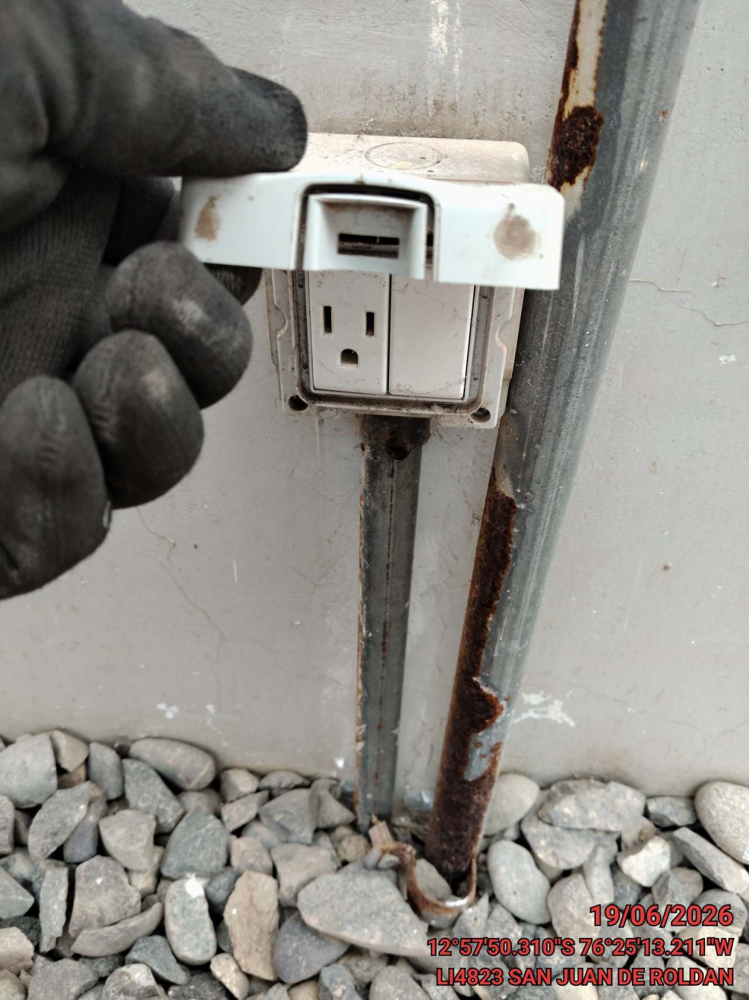 19/06/2026
12°57'50.310"S 76°25'13.211"W
LI4823 SAN JUAN DE ROLDAN